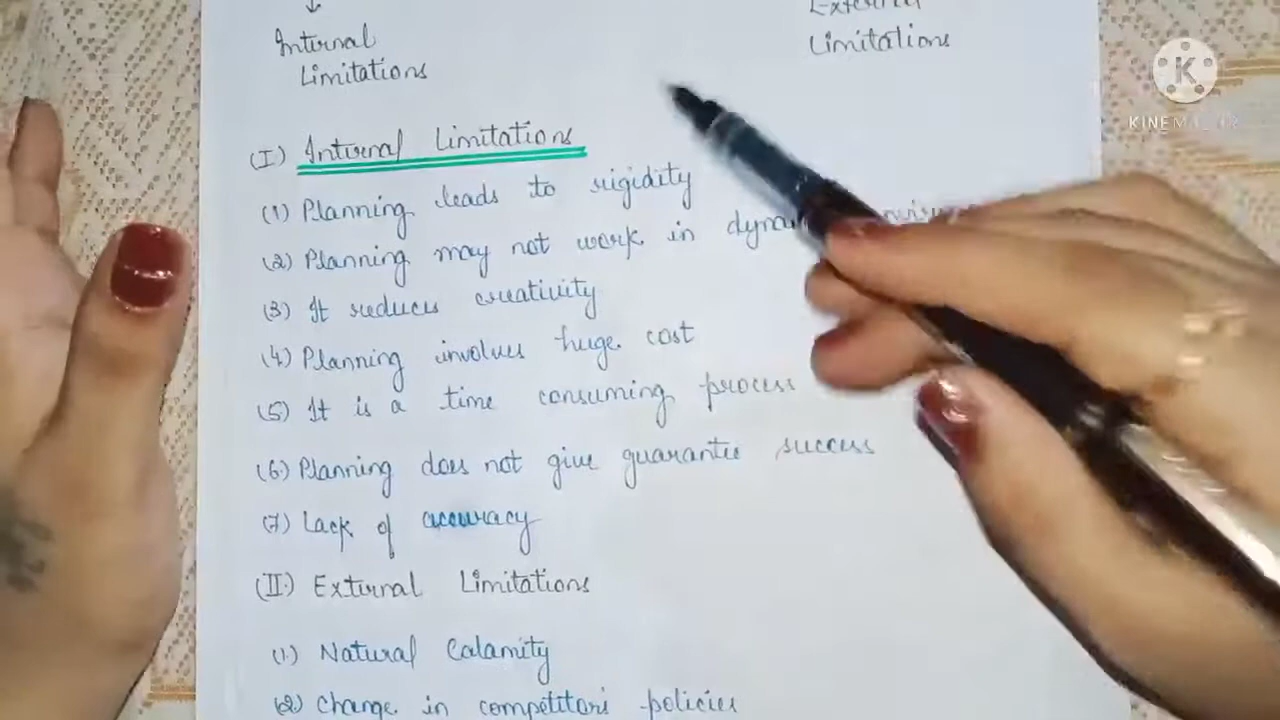 Internal
Limitations
External
Limitations
K
KINEMASTER
(I) Internal Limitations
(1) Planning leads to rigidity
(2) Planning may not work in
(3) It reduces creativity
(4) Planning involves huge cost
(5) It is a time consuming process
(6) Planning does not give guarantee success
(7) Lack of accuracy
(II) External Limitations
(1) Natural Calamity
(2) Change in competitors policies